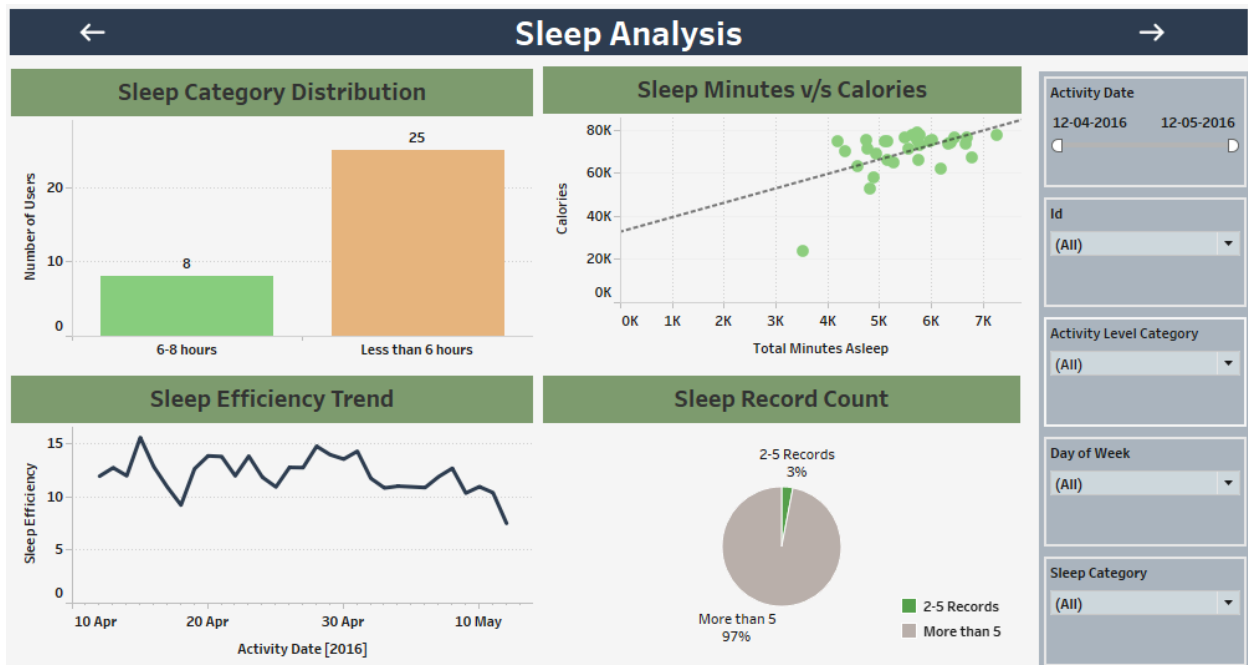 ← Sleep Analysis →
Sleep Category Distribution
Number of Users
20
10
0
8
25
6-8 hours
Less than 6 hours
Sleep Minutes v/s Calories
Calories
80K
60K
40K
20K
0K
0K 1K 2K 3K 4K 5K 6K 7K
Total Minutes Asleep
Sleep Efficiency Trend
Sleep Efficiency
15
10
5
0
10 Apr 20 Apr 30 Apr 10 May
Activity Date [2016]
Sleep Record Count
2-5 Records
3%
More than 5
97%
2-5 Records
More than 5
Activity Date
12-04-2016 12-05-2016
Id
(All)
Activity Level Category
(All)
Day of Week
(All)
Sleep Category
(All)